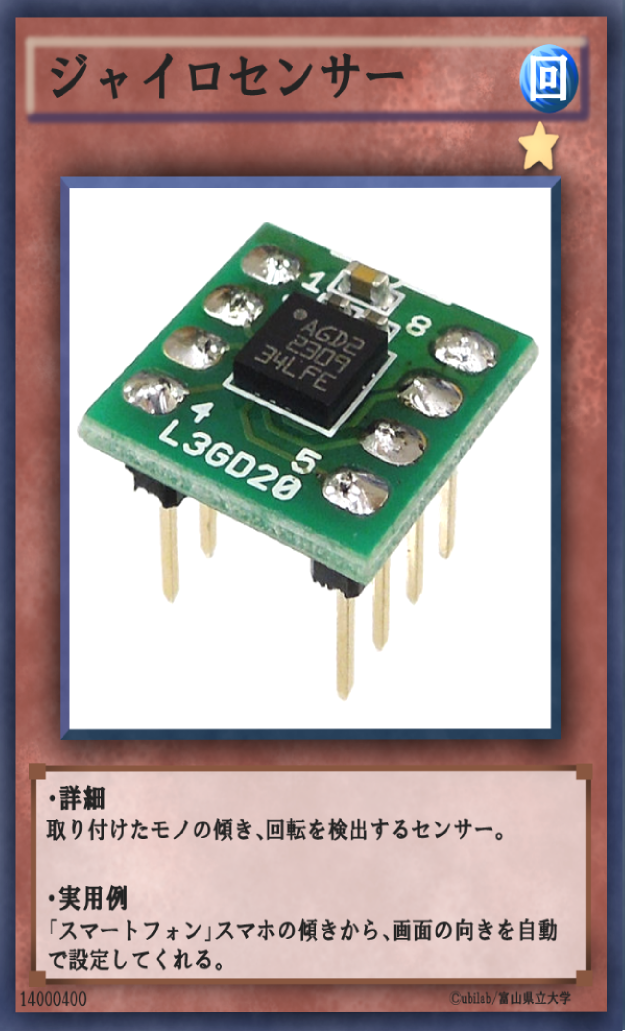 ジャイロセンサー
回
1
8
AGD2
2309
34LFE
4
5
L3GD20
・詳細
取り付けたモノの傾き、回転を検出するセンサー。
・実用例
「スマートフォン」スマホの傾きから、画面の向きを自動
で設定してくれる。
14000400
©ubilab/富山県立大学